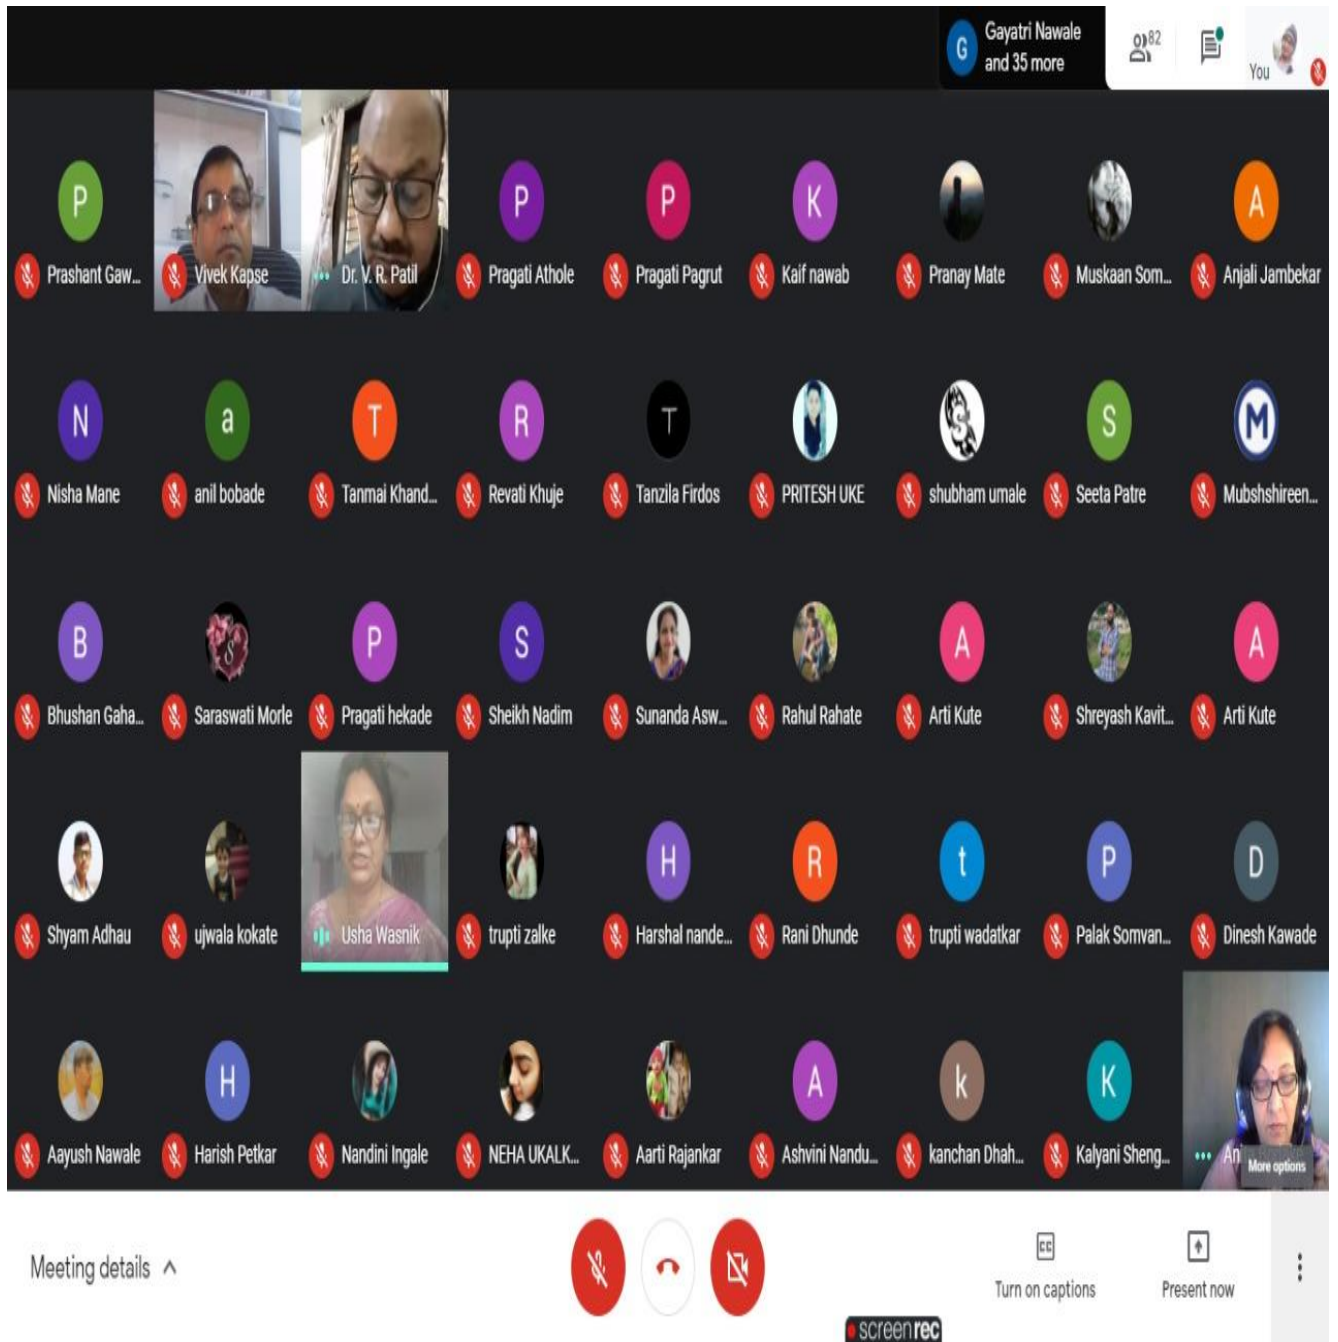 G
Gayatri Nawale
and 35 more
82
You
P
P
P
K
A
Prashant Gaw...
Vivek Kapse
Dr. V. R. Patil
Pragati Athole
Pragati Pagrut
Kaif nawab
Pranay Mate
Muskaan Som...
Anjali Jambekar
N
a
T
R
T
S
S
M
Nisha Mane
anil bobade
Tanmai Khand...
Revati Khuje
Tanzila Firdos
PRITESH UKE
shubham umale
Seeta Patre
Mubshshireen...
B
S
P
S
A
A
Bhushan Gaha...
Saraswati Morle
Pragati hekade
Sheikh Nadim
Sunanda Asw...
Rahul Rahate
Arti Kute
Shreyash Kavit...
Arti Kute
H
R
t
P
D
Shyam Adhau
ujwala kokate
Usha Wasnik
trupti zalke
Harshal nande...
Rani Dhunde
trupti wadatkar
Palak Somvan...
Dinesh Kawade
H
A
k
K
Aayush Nawale
Harish Petkar
Nandini Ingale
NEHA UKALK...
Aarti Rajankar
Ashvini Nandu...
kanchan Dhah...
Kalyani Sheng...
More options
Meeting details
CC
Turn on captions
Present now
screenrec